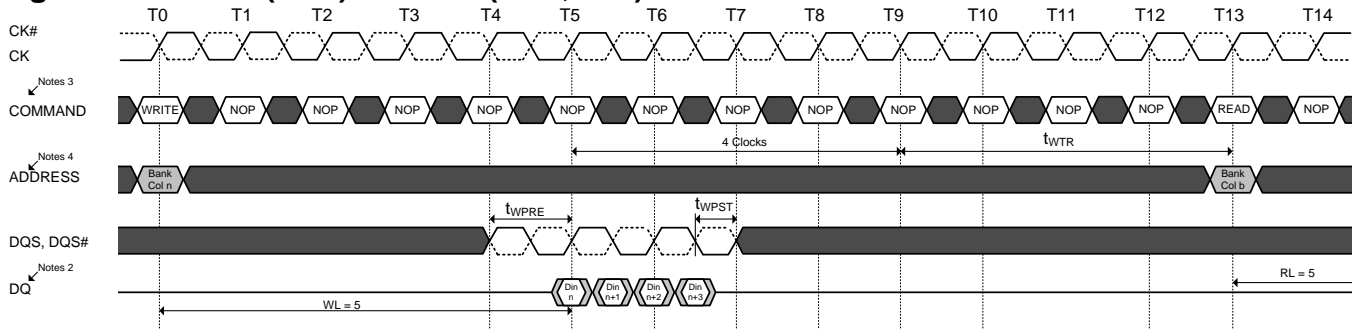 T0 T1 T2 T3 T4 T5 T6 T7 T8 T9 T10 T11 T12 T13 T14
CK#
CK
Notes 3
COMMAND WRITE NOP NOP NOP NOP NOP NOP NOP NOP NOP NOP NOP NOP READ NOP
4 Clocks tWTR
Notes 4
ADDRESS
Bank Bank
Col n Col b
tWPRE tWPST
DQS, DQS#
Notes 2
DQ
Din Din Din Din
n n+1 n+2 n+3
RL = 5
WL = 5